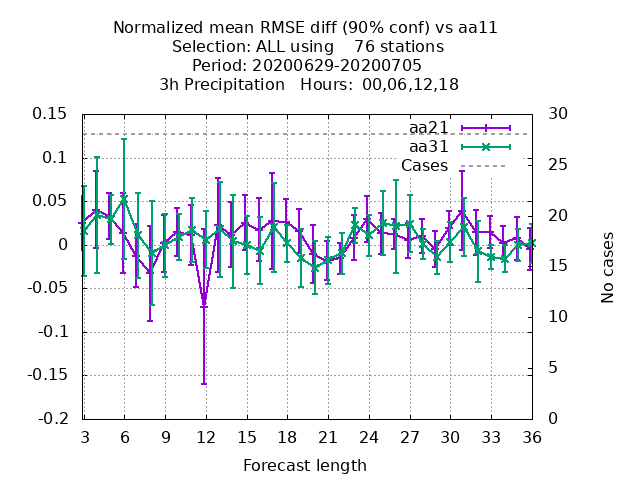 Normalized mean RMSE diff (90% conf) vs aa11
Selection: ALL using    76 stations
Period: 20200629-20200705
3h Precipitation   Hours:  00,06,12,18
aa21
aa31
Cases
0.15
0.1
0.05
0
-0.05
-0.1
-0.15
-0.2
30
25
20
15
10
5
0
No cases
3 6 9 12 15 18 21 24 27 30 33 36
Forecast length